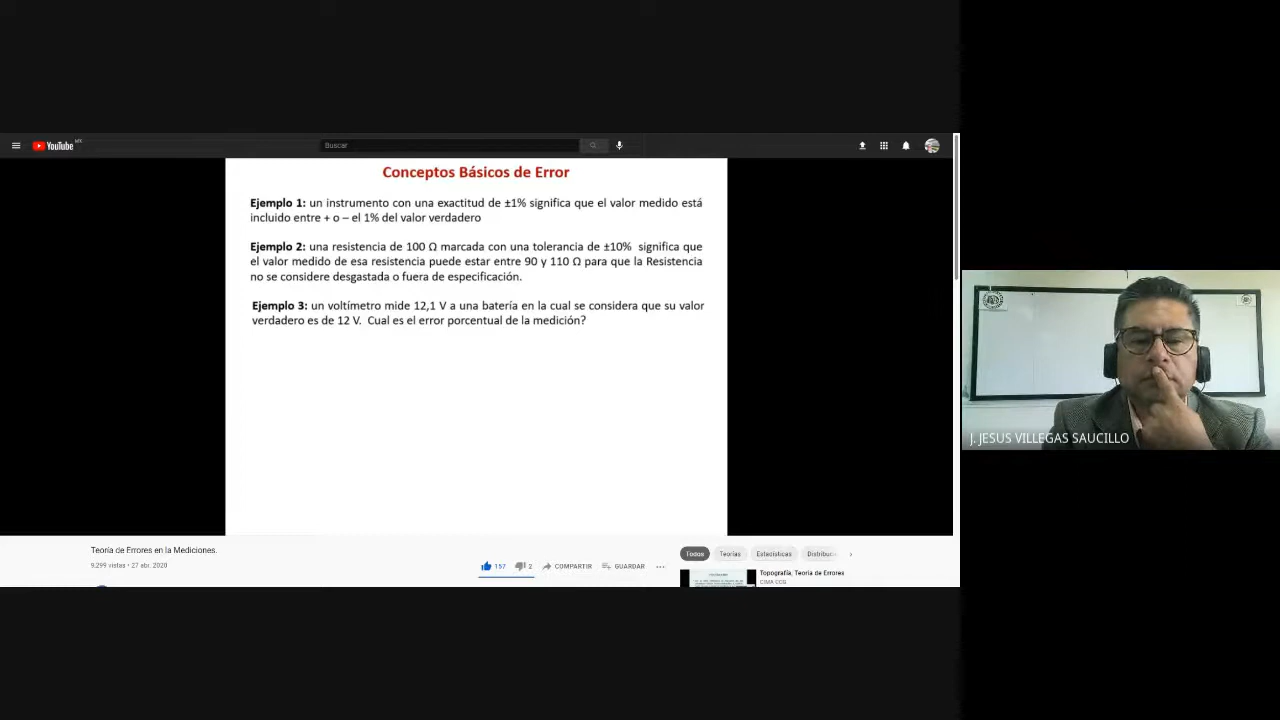 YouTube MX
Buscar
Conceptos Básicos de Error
Ejemplo 1: un instrumento con una exactitud de ±1% significa que el valor medido está
incluido entre + o – el 1% del valor verdadero
Ejemplo 2: una resistencia de 100 Ω marcada con una tolerancia de ±10% significa que
el valor medido de esa resistencia puede estar entre 90 y 110 Ω para que la Resistencia
no se considere desgastada o fuera de especificación.
Ejemplo 3: un voltímetro mide 12,1 V a una batería en la cual se considera que su valor
verdadero es de 12 V. Cual es el error porcentual de la medición?
J. JESUS VILLEGAS SAUCILLO
Teoría de Errores en la Mediciones.
9,299 vistas • 27 abr. 2020
157
2
COMPARTIR
GUARDAR
Todos
Teorías
Estadísticas
Distribuc
Topografía, Teoría de Errores
CIMA COS